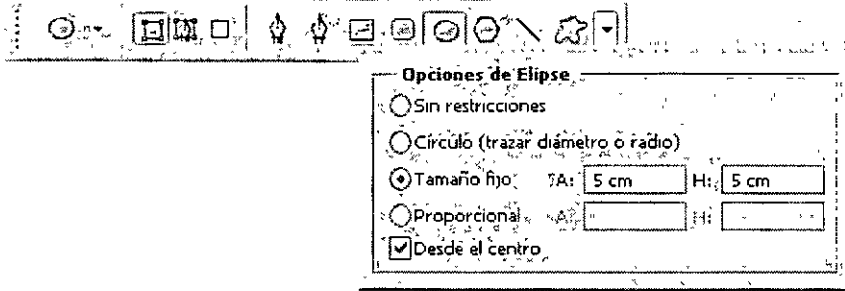 Opciones de Elipse
Sin restricciones
Círculo (trazar diámetro o radio)
Tamaño fijo A: 5 cm H: 5 cm
Proporcional A: H:
Desde el centro